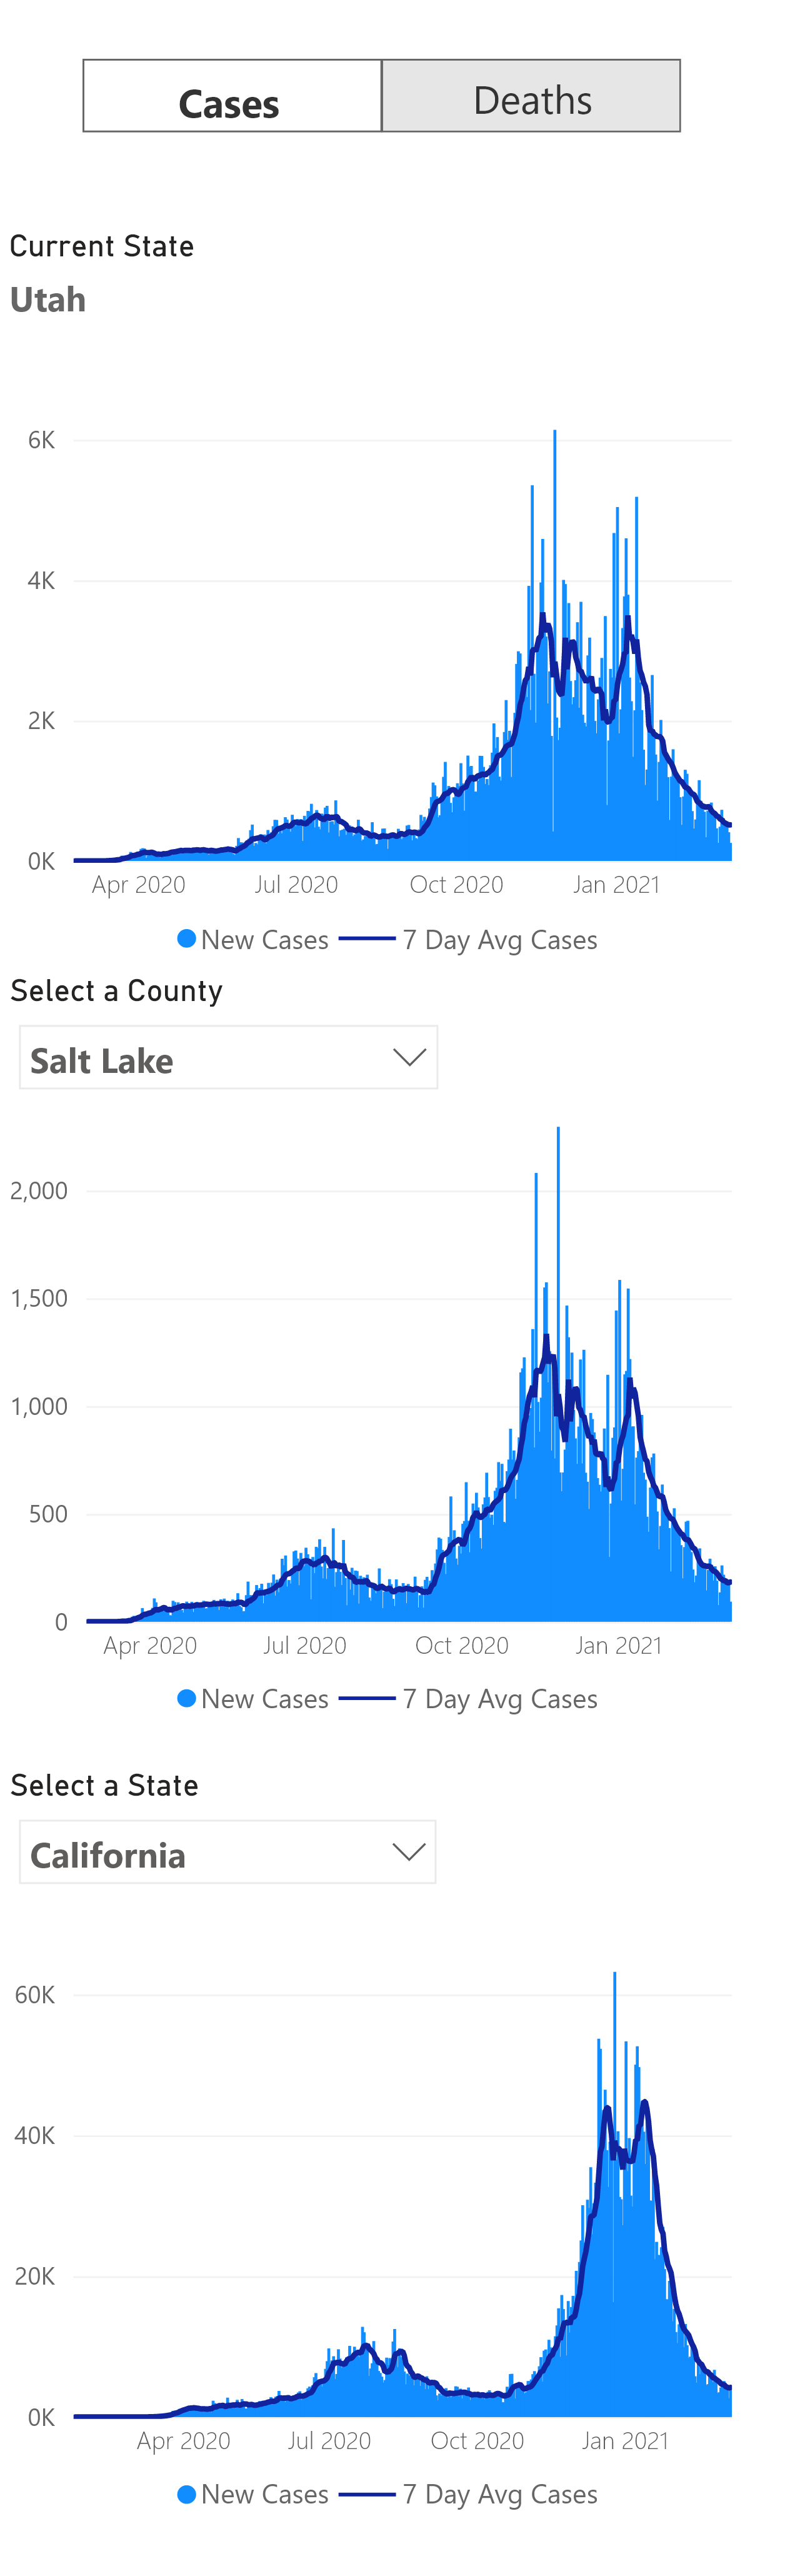 Cases Deaths
Current State
Utah
6K
4K
2K
0K
Apr 2020 Jul 2020 Oct 2020 Jan 2021
New Cases 7 Day Avg Cases
Select a County
Salt Lake
2,000
1,500
1,000
500
0
Apr 2020 Jul 2020 Oct 2020 Jan 2021
New Cases 7 Day Avg Cases
Select a State
California
60K
40K
20K
0K
Apr 2020 Jul 2020 Oct 2020 Jan 2021
New Cases 7 Day Avg Cases